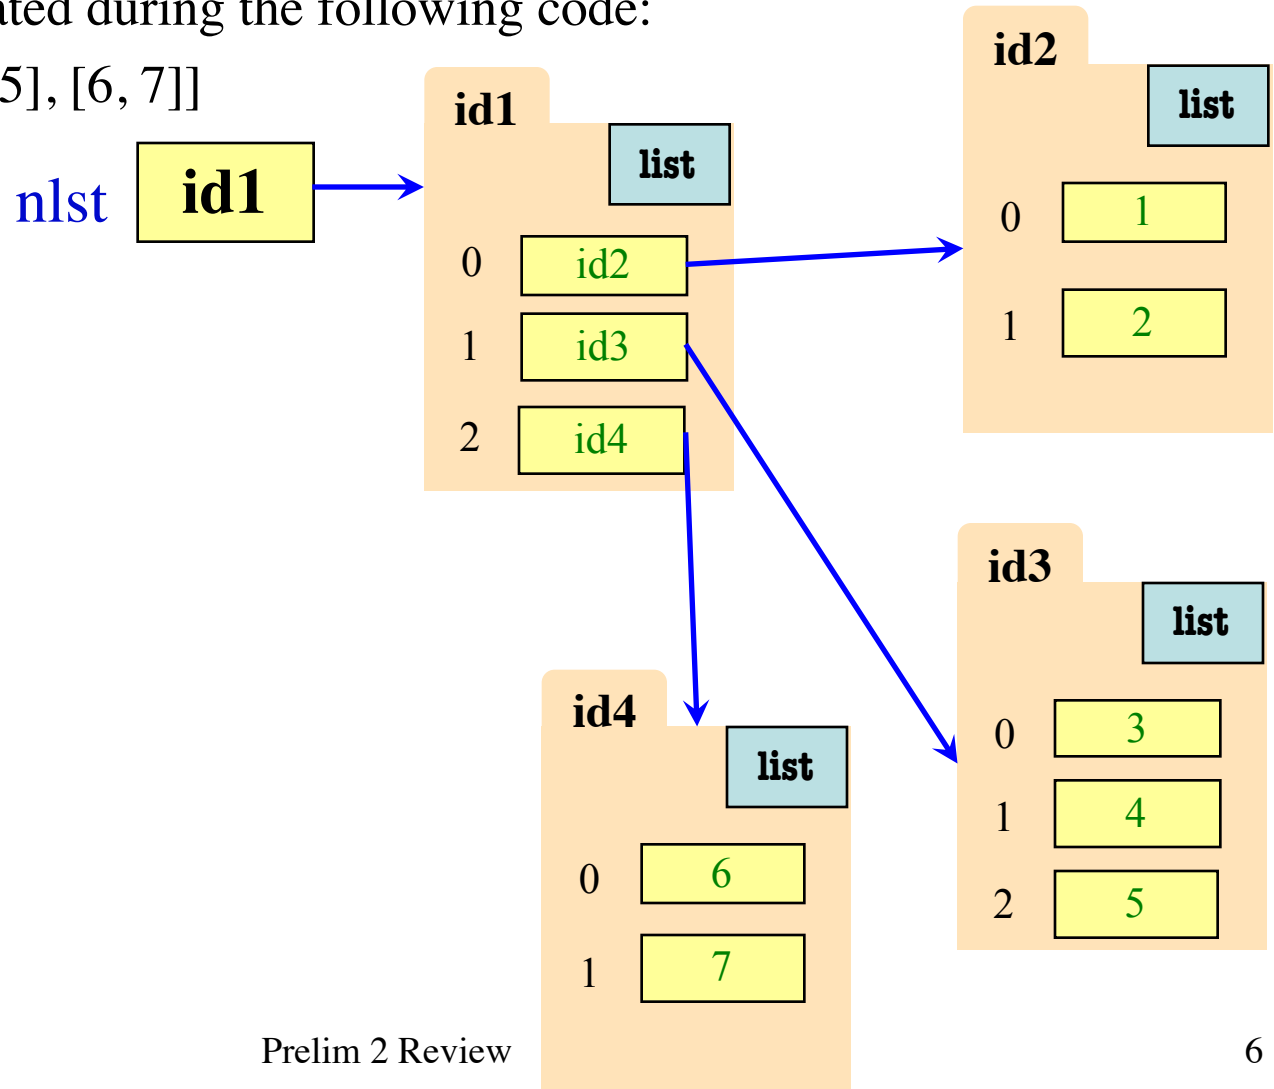 ated during the following code:
5], [6, 7]]
nlst
id1
id1
list
0 id2
1 id3
2 id4
id2
list
0 1
1 2
id3
list
0 3
1 4
2 5
id4
list
0 6
1 7
Prelim 2 Review
6